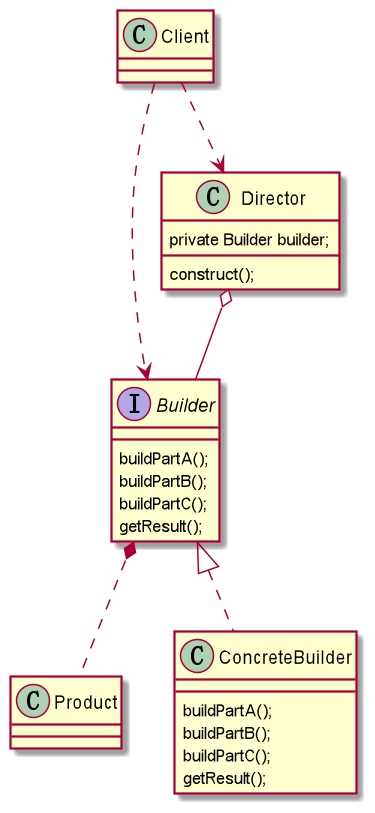 C Client
C Director
private Builder builder;
construct();
I Builder
buildPartA();
buildPartB();
buildPartC();
getResult();
C Product
C ConcreteBuilder
buildPartA();
buildPartB();
buildPartC();
getResult();